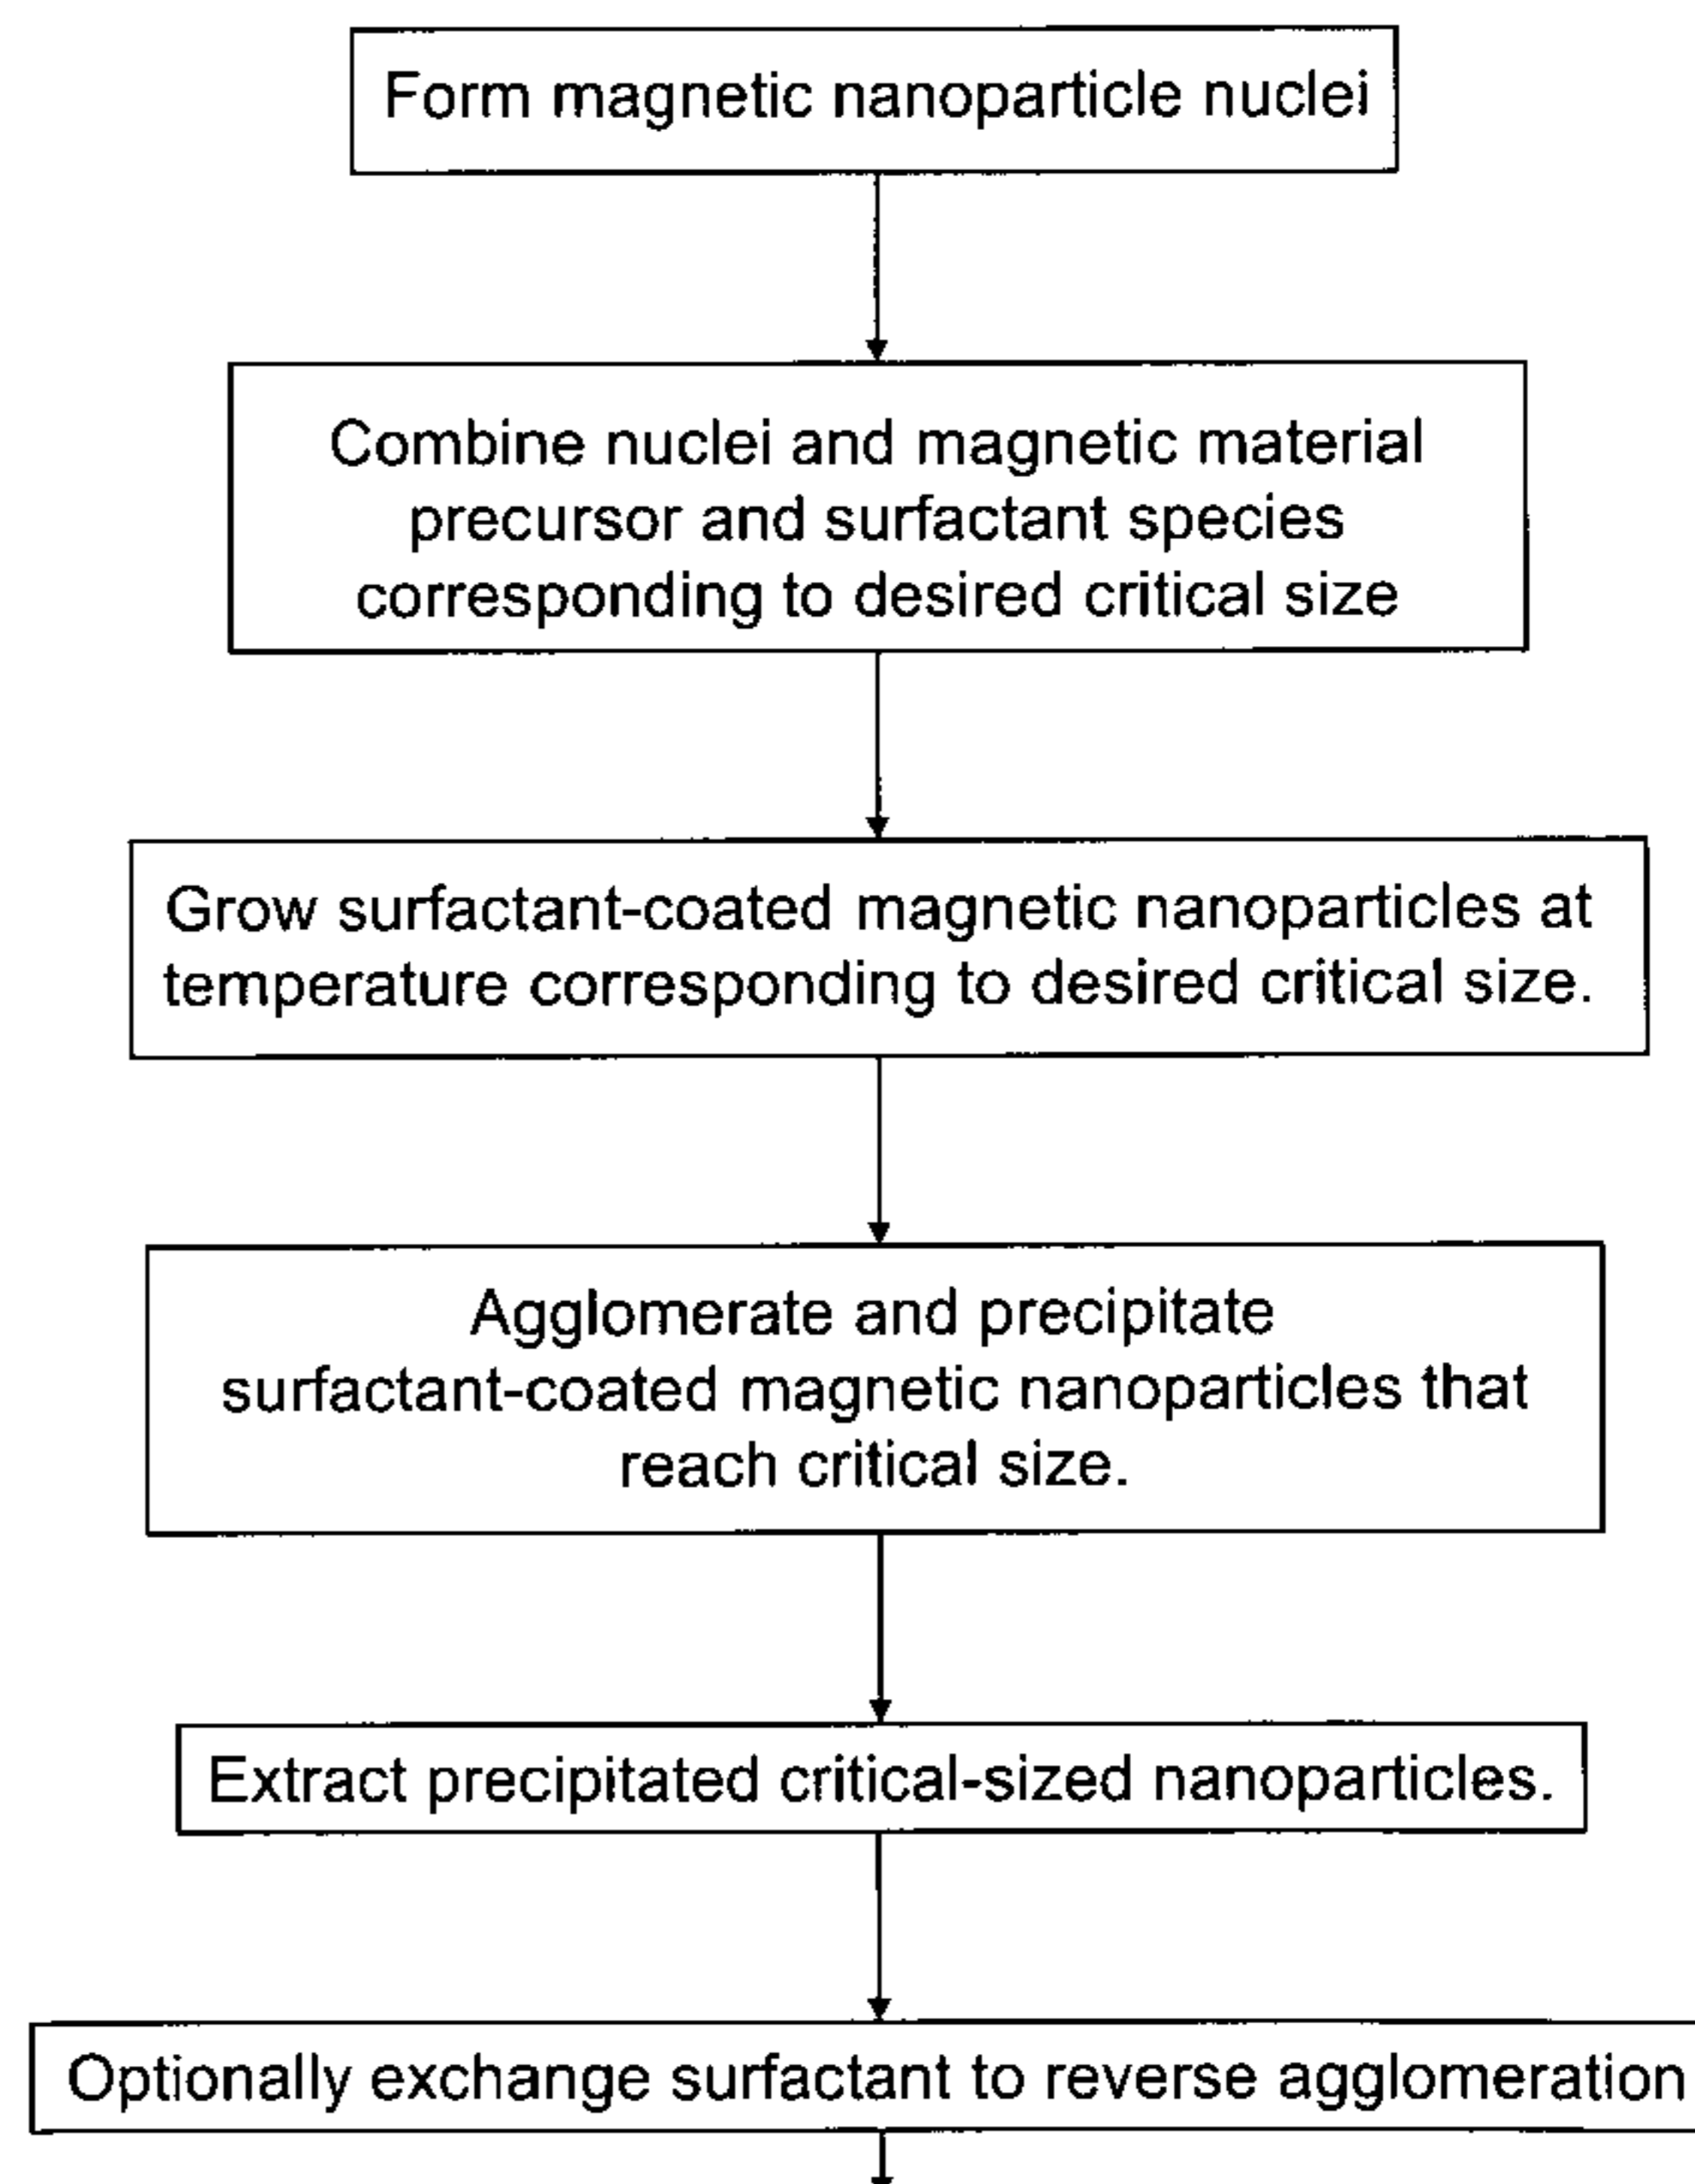 Form magnetic nanoparticle nuclei
Combine nuclei and magnetic material
precursor and surfactant species
corresponding to desired critical size
Grow surfactant-coated magnetic nanoparticles at
temperature corresponding to desired critical size.
Agglomerate and precipitate
surfactant-coated magnetic nanoparticles that
reach critical size.
Extract precipitated critical-sized nanoparticles.
Optionally exchange surfactant to reverse agglomeration